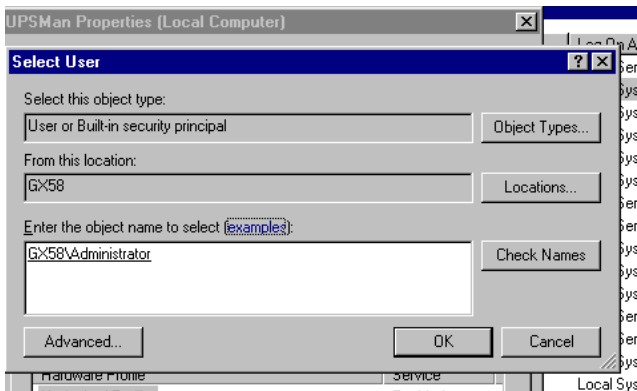 UPSMan Properties (Local Computer)
Select User
Select this object type:
User or Built-in security principal
Object Types...
From this location:
GX58
Locations...
Enter the object name to select (examples):
GX58\Administrator
Check Names
Advanced...
OK
Cancel
Hardware Profile
Service
Local Sys